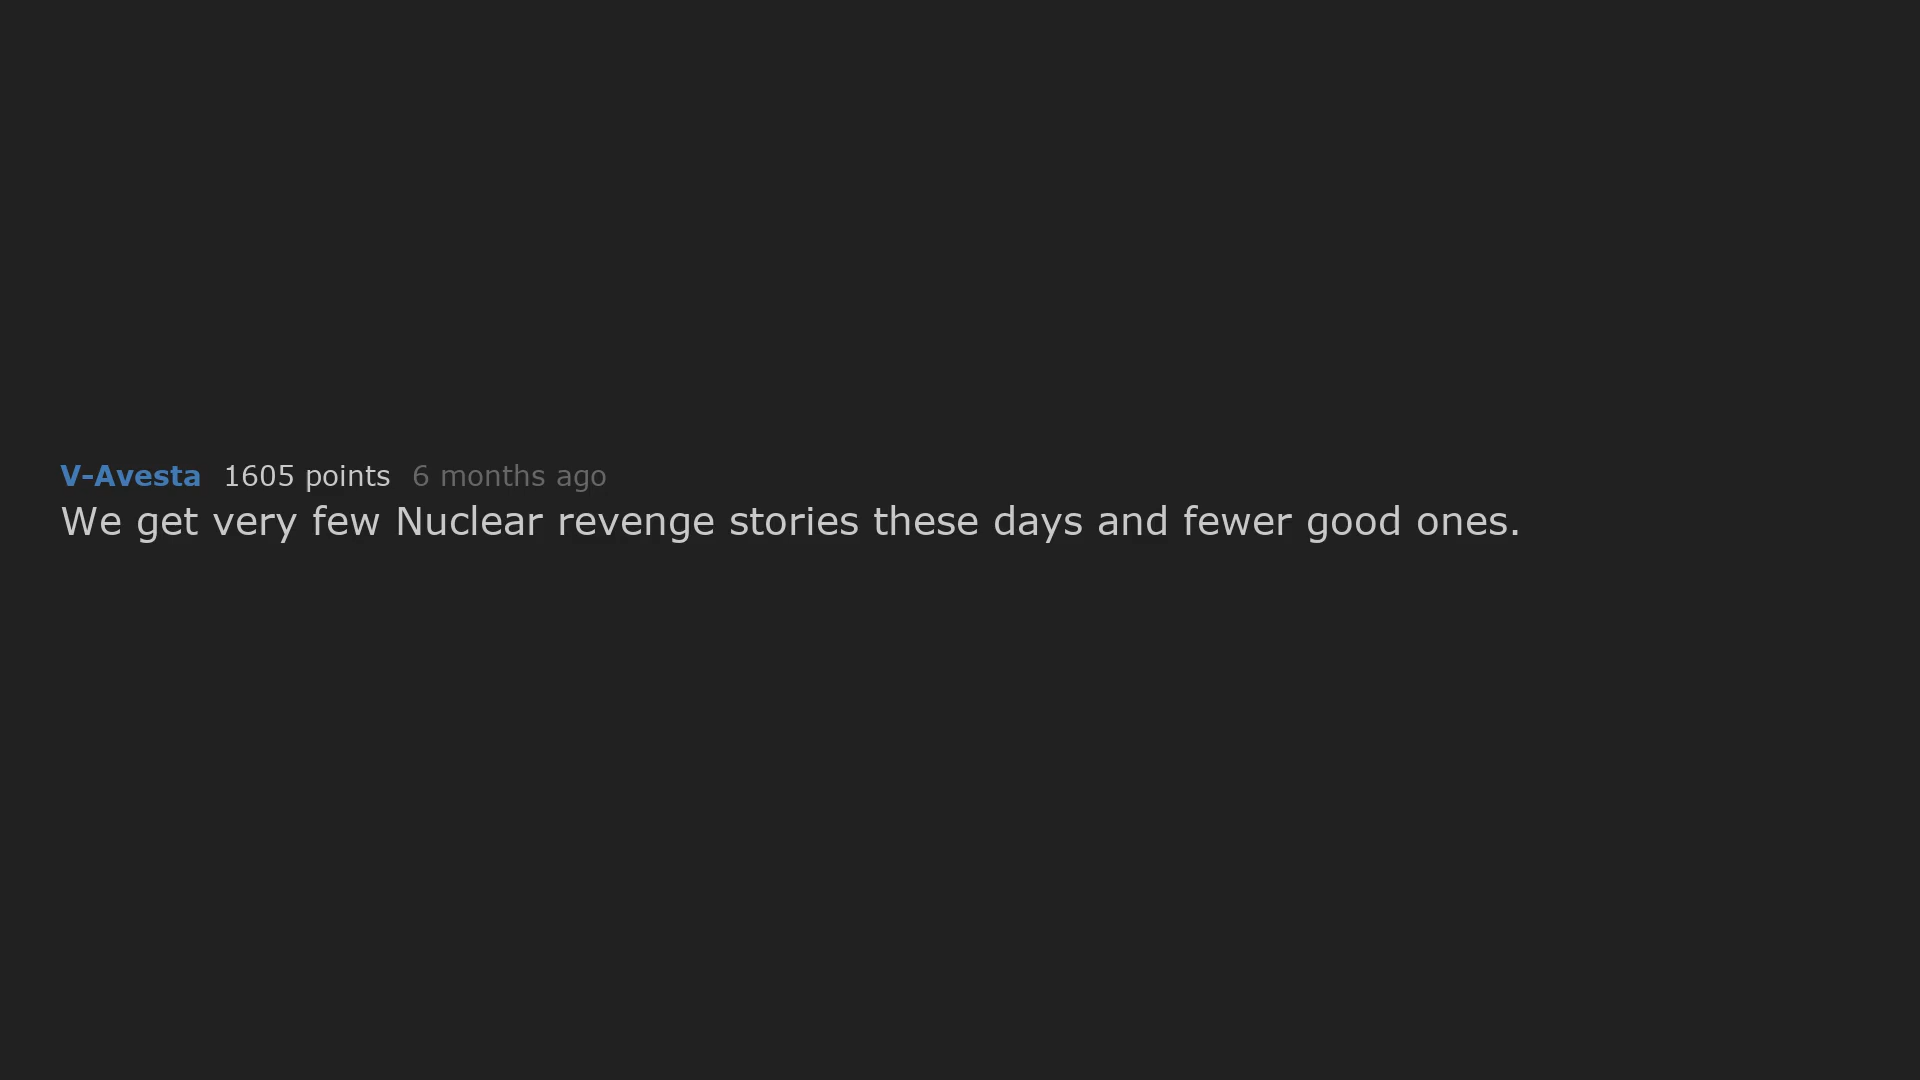 V-Avesta 1605 points 6 months ago
We get very few Nuclear revenge stories these days and fewer good ones.